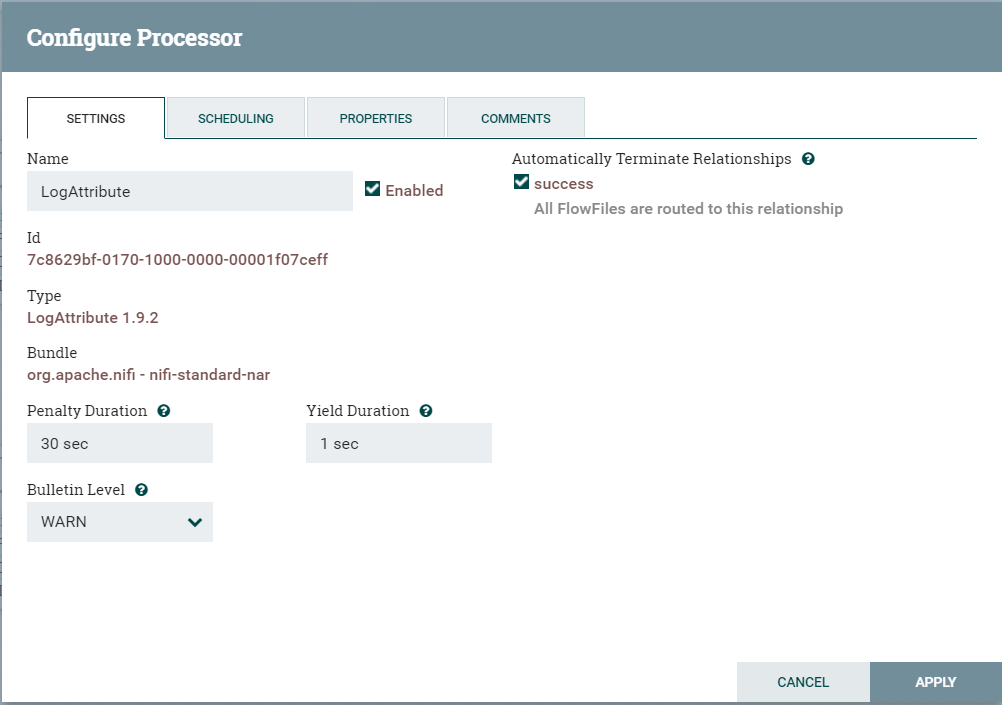 Configure Processor
SETTINGS
SCHEDULING
PROPERTIES
COMMENTS
Name
LogAttribute
Enabled
Id
7c8629bf-0170-1000-0000-00001f07ceff
Type
LogAttribute 1.9.2
Bundle
org.apache.nifi - nifi-standard-nar
Penalty Duration
30 sec
Yield Duration
1 sec
Bulletin Level
WARN
Automatically Terminate Relationships
success
All FlowFiles are routed to this relationship
CANCEL
APPLY